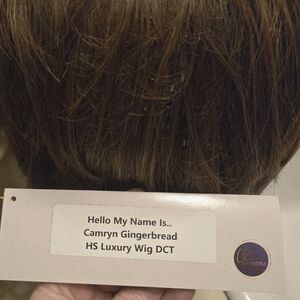 Hello My Name Is..
Camryn Gingerbread
HS Luxury Wig DCT